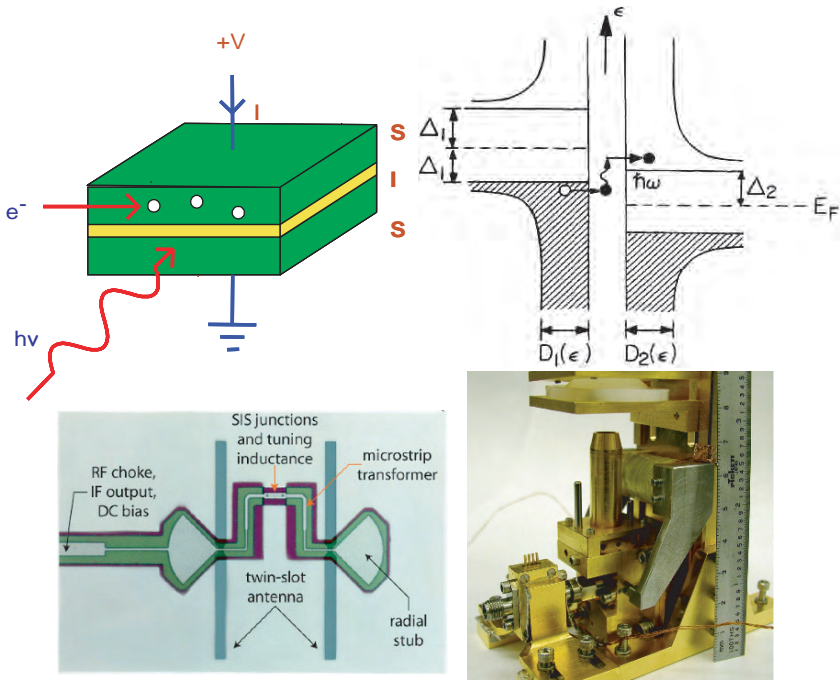 +V
I
S
I
S
e-
hν
ϵ
Δ₁
Δ₁
ħω
Δ₂
E_F
D₁(ϵ)
D₂(ϵ)
SIS junctions
and tuning
inductance
microstrip
transformer
RF choke,
IF output,
DC bias
twin-slot
antenna
radial
stub